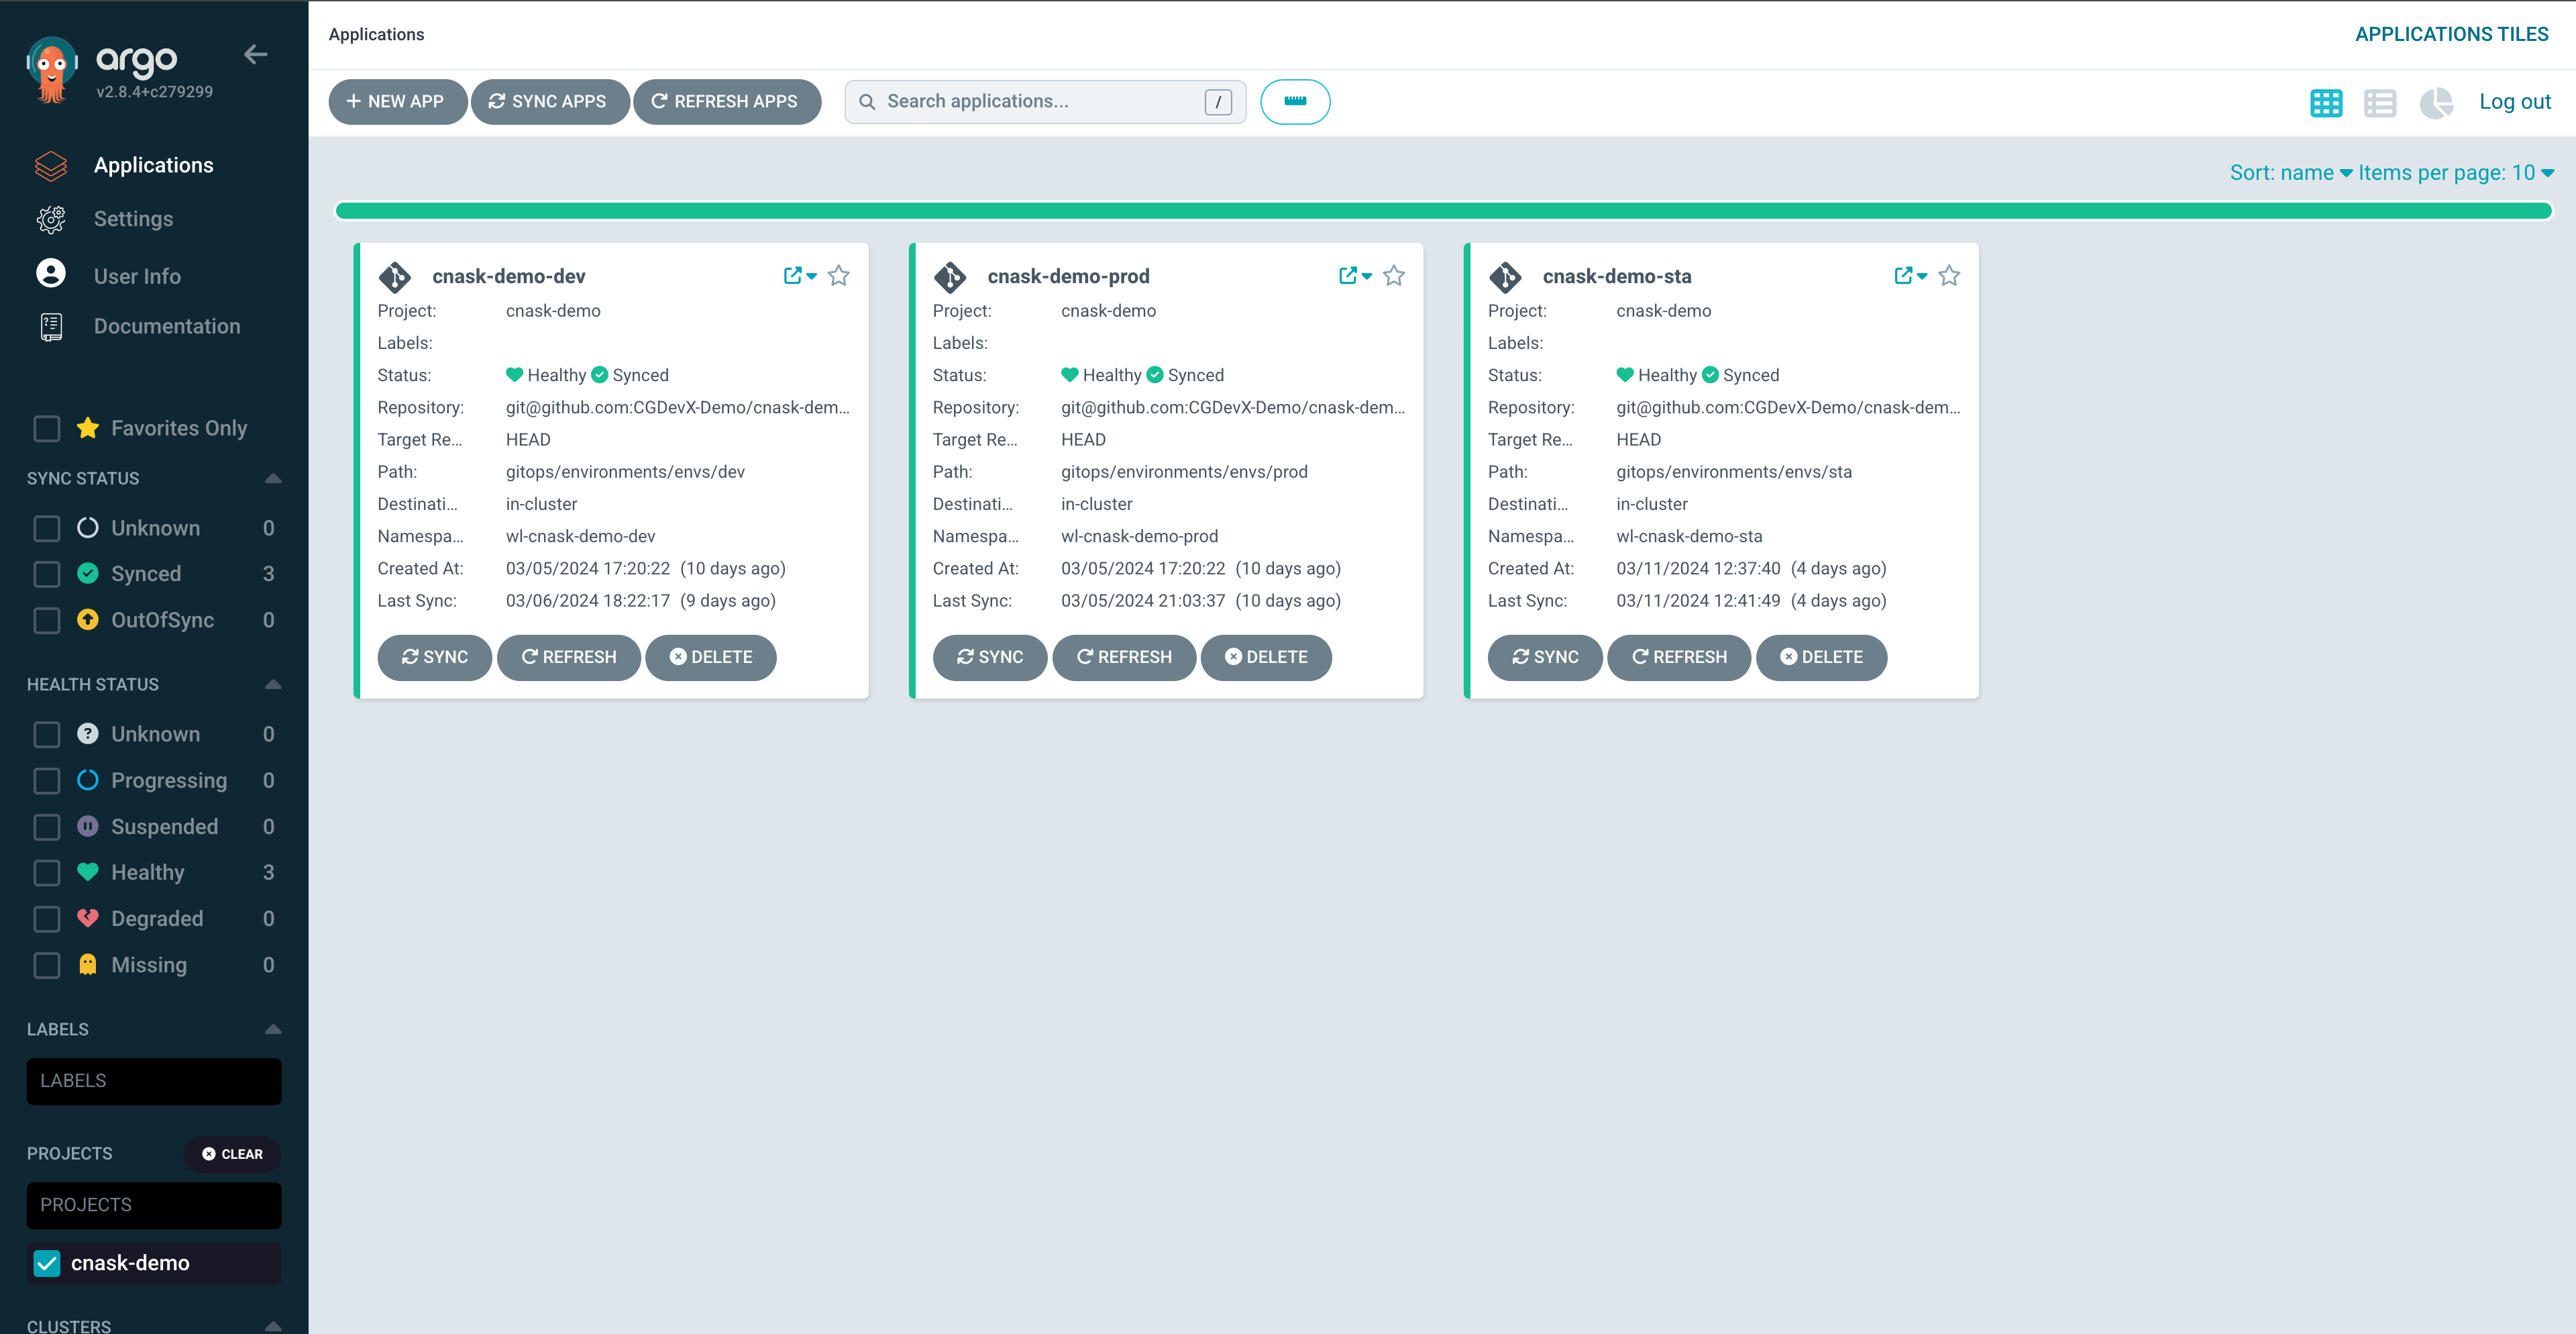 argo
v2.8.4+c279299
Applications
Settings
User Info
Documentation
Favorites Only
SYNC STATUS
Unknown 0
Synced 3
OutOfSync 0
HEALTH STATUS
Unknown 0
Progressing 0
Suspended 0
Healthy 3
Degraded 0
Missing 0
LABELS
LABELS
PROJECTS CLEAR
PROJECTS
cnask-demo
CLUSTERS
Applications APPLICATIONS TILES
+ NEW APP SYNC APPS REFRESH APPS Search applications... / Log out
Sort: name Items per page: 10
cnask-demo-dev
Project: cnask-demo
Labels:
Status: Healthy Synced
Repository: git@github.com:CGDevX-Demo/cnask-dem...
Target Re... HEAD
Path: gitops/environments/envs/dev
Destinati... in-cluster
Namespa... wl-cnask-demo-dev
Created At: 03/05/2024 17:20:22 (10 days ago)
Last Sync: 03/06/2024 18:22:17 (9 days ago)
SYNC REFRESH DELETE
cnask-demo-prod
Project: cnask-demo
Labels:
Status: Healthy Synced
Repository: git@github.com:CGDevX-Demo/cnask-dem...
Target Re... HEAD
Path: gitops/environments/envs/prod
Destinati... in-cluster
Namespa... wl-cnask-demo-prod
Created At: 03/05/2024 17:20:22 (10 days ago)
Last Sync: 03/05/2024 21:03:37 (10 days ago)
SYNC REFRESH DELETE
cnask-demo-sta
Project: cnask-demo
Labels:
Status: Healthy Synced
Repository: git@github.com:CGDevX-Demo/cnask-dem...
Target Re... HEAD
Path: gitops/environments/envs/sta
Destinati... in-cluster
Namespa... wl-cnask-demo-sta
Created At: 03/11/2024 12:37:40 (4 days ago)
Last Sync: 03/11/2024 12:41:49 (4 days ago)
SYNC REFRESH DELETE